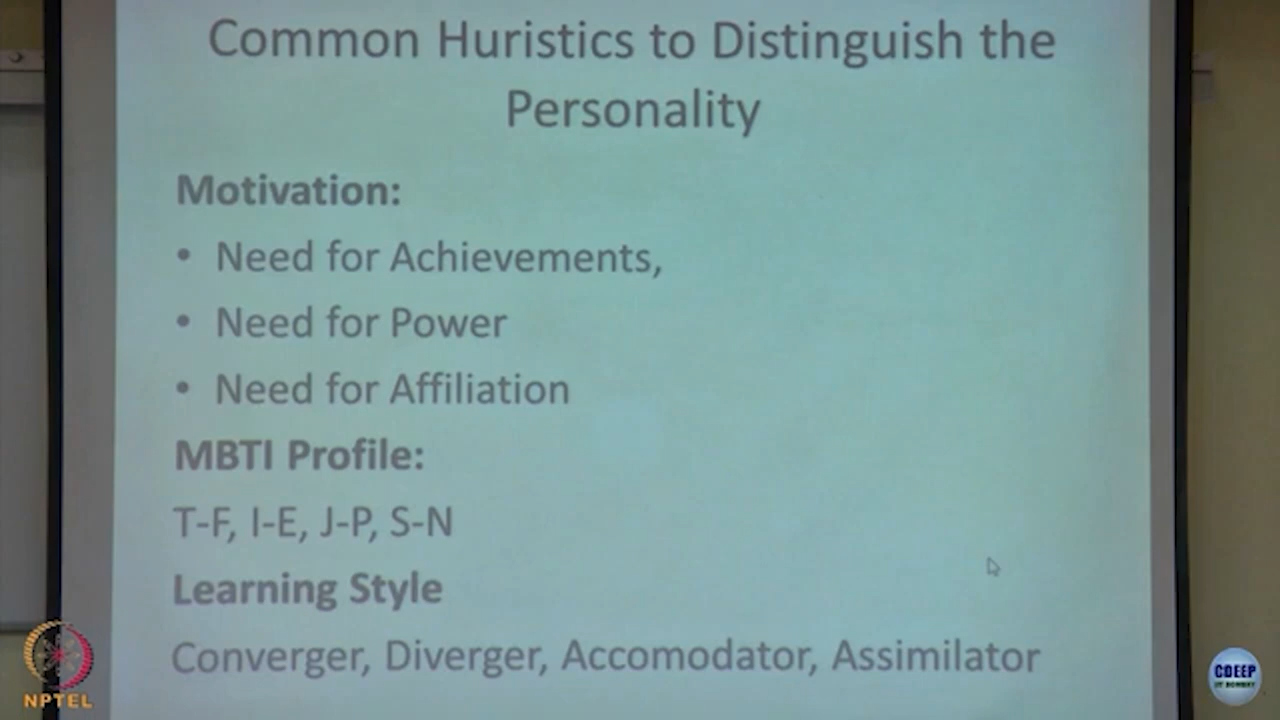 Common Huristics to Distinguish the
Personality
Motivation:
• Need for Achievements,
• Need for Power
• Need for Affiliation
MBTI Profile:
T-F, I-E, J-P, S-N
Learning Style
Converger, Diverger, Accomodator, Assimilator
NPTEL
CDEEP
IIT BOMBAY